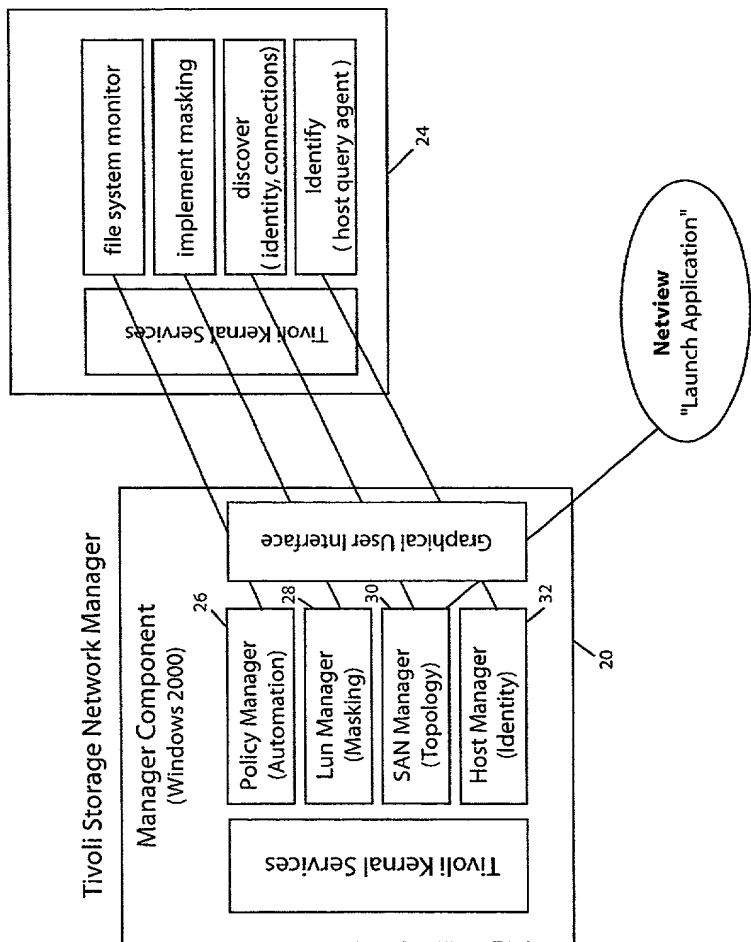 Tivoli Storage Network Manager
Manager Component
(Windows 2000)
Tivoli Kernal Services
Policy Manager
(Automation)
26
Lun Manager
(Masking)
28
SAN Manager
(Topology)
30
Host Manager
(Identity)
32
Graphical User Interface
20
Tivoli Kernal Services
file system monitor
implement masking
discover
(identity, connections)
Identify
( host query agent )
24
Netview
"Launch Application"